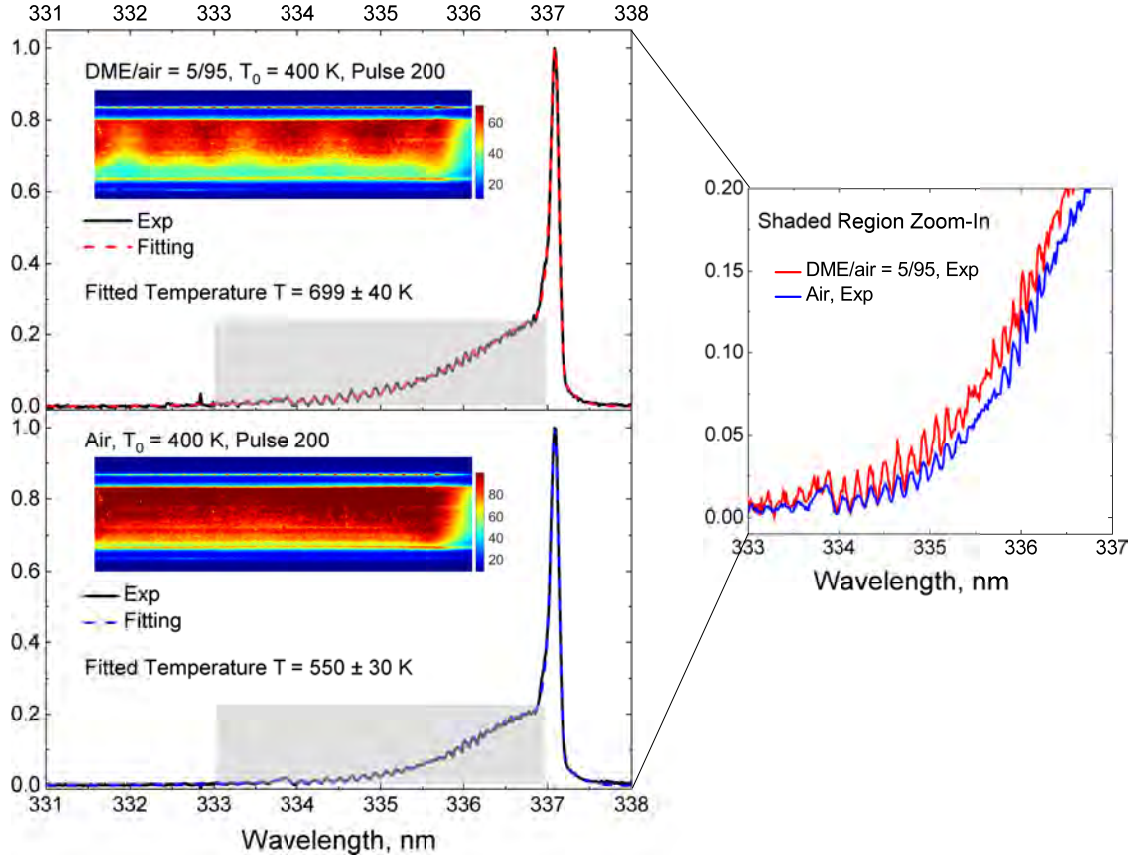 331 332 333 334 335 336 337 338
1.0
DME/air = 5/95, T0 = 400 K, Pulse 200
0.8
60
40
20
0.6
Exp
Fitting
0.4
Fitted Temperature T = 699 ± 40 K
0.2
0.0
1.0
Air, T0 = 400 K, Pulse 200
0.8
80
60
40
20
0.6
Exp
Fitting
0.4
Fitted Temperature T = 550 ± 30 K
0.2
0.0
331 332 333 334 335 336 337 338
Wavelength, nm
0.20
Shaded Region Zoom-In
0.15
DME/air = 5/95, Exp
Air, Exp
0.10
0.05
0.00
333 334 335 336 337
Wavelength, nm